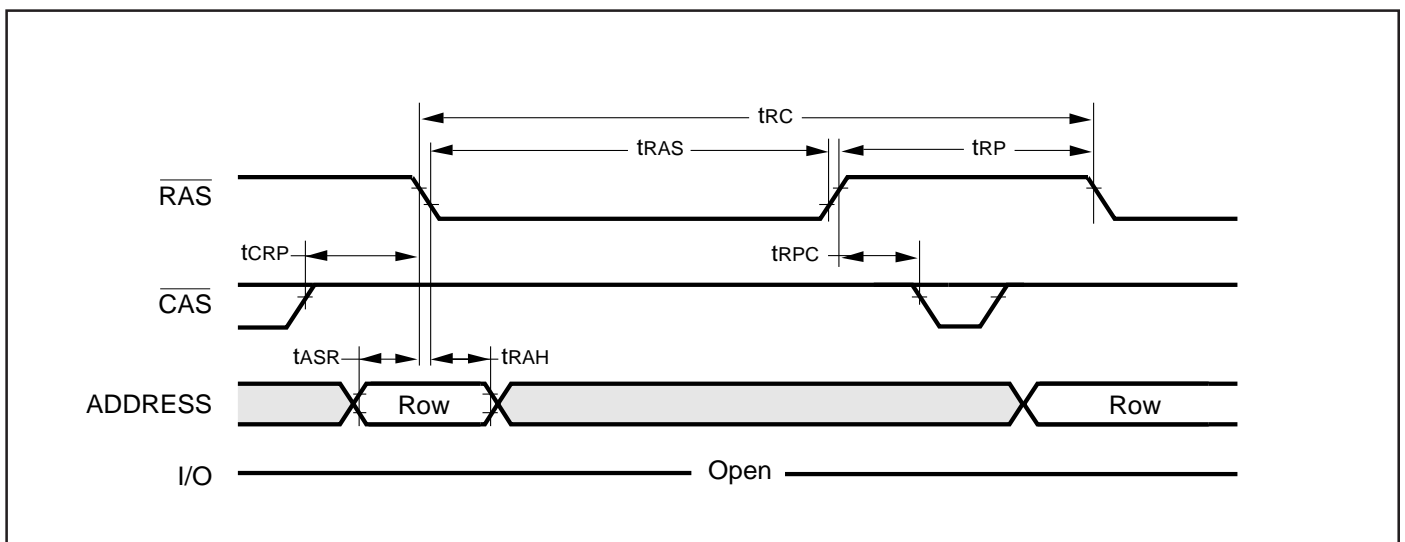 tRC
tRAS
tRP
RAS
tCRP
tRPC
CAS
tASR
tRAH
ADDRESS
Row
Row
I/O
Open